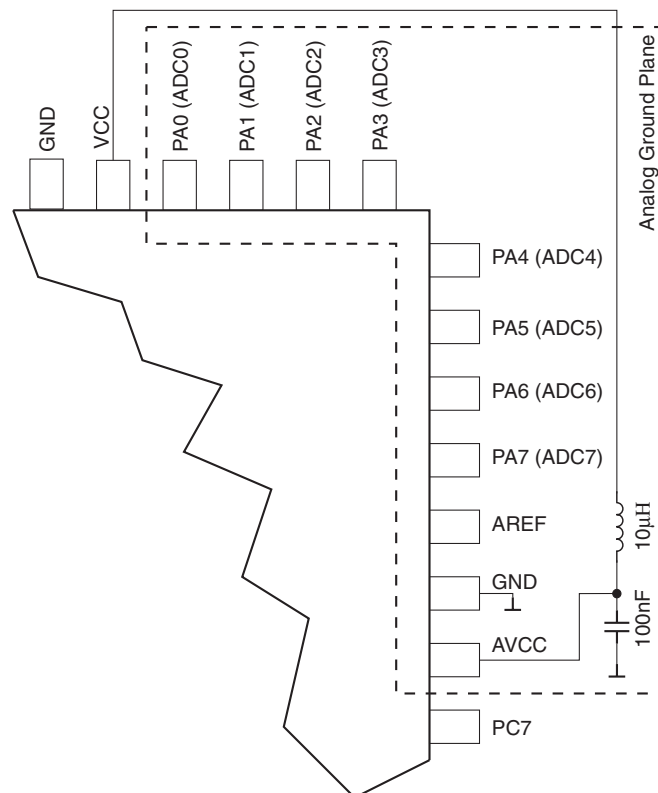 GND
VCC
PA0 (ADC0)
PA1 (ADC1)
PA2 (ADC2)
PA3 (ADC3)
Analog Ground Plane
PA4 (ADC4)
PA5 (ADC5)
PA6 (ADC6)
PA7 (ADC7)
AREF
10µH
GND
AVCC
100nF
PC7